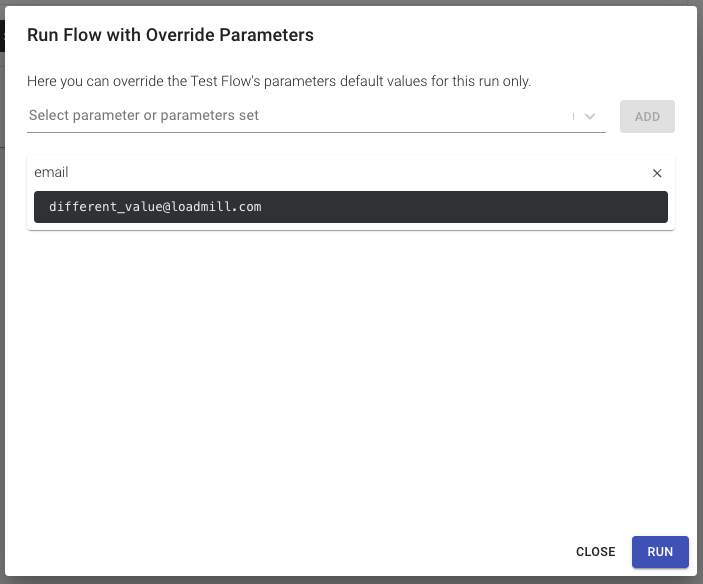 Run Flow with Override Parameters
Here you can override the Test Flow's parameters default values for this run only.
Select parameter or parameters set
ADD
email
different_value@loadmill.com
CLOSE
RUN